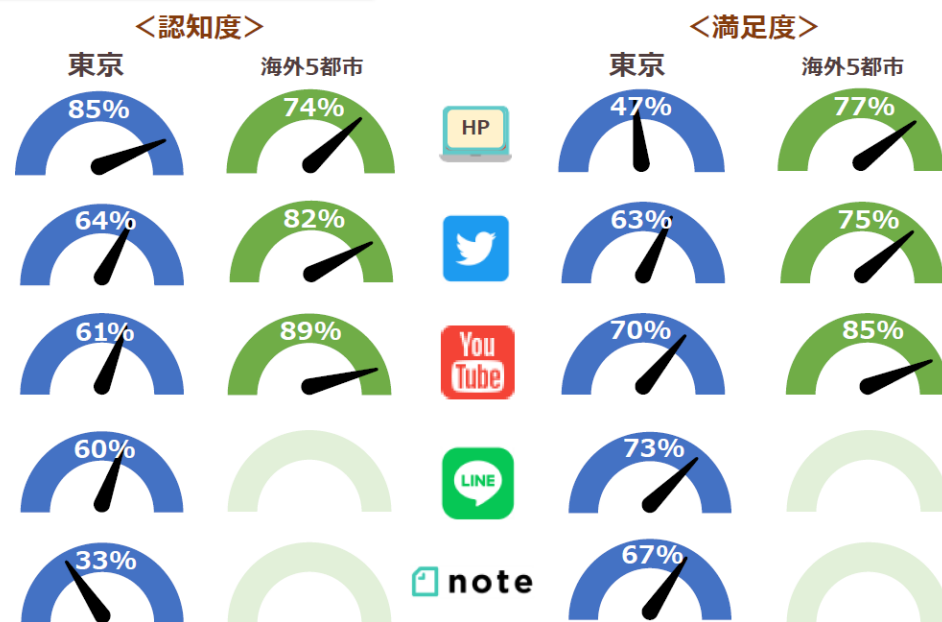 ＜認知度＞ ＜満足度＞
東京 海外5都市 東京 海外5都市
85% 74% HP 47% 77%
64% 82% 63% 75%
61% 89% You Tube 70% 85%
60% LINE 73%
33% note 67%